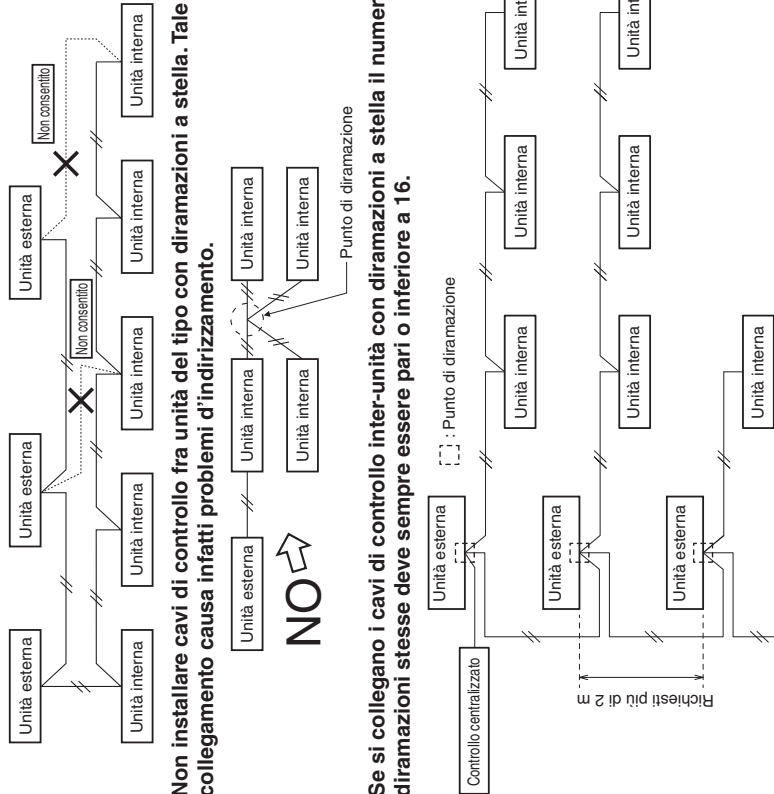 Unità esterna
Unità esterna
Unità esterna
Non consentito
Non consentito
Unità interna
Unità interna
Unità interna
Unità interna
Unità interna
Non installare cavi di controllo fra unità del tipo con diramazioni a stella. Tale
collegamento causa infatti problemi d'indirizzamento.
Unità esterna
Unità interna
Unità interna
Unità interna
Unità interna
NO
Punto di diramazione
Se si collegano i cavi di controllo inter-unità con diramazioni a stella il numer
diramazioni stesse deve sempre essere pari o inferiore a 16.
: Punto di diramazione
Controllo centralizzato
Unità esterna
Unità interna
Unità interna
Unità int
Unità esterna
Unità interna
Unità interna
Unità int
Unità esterna
Unità interna
Richiesti più di 2 m